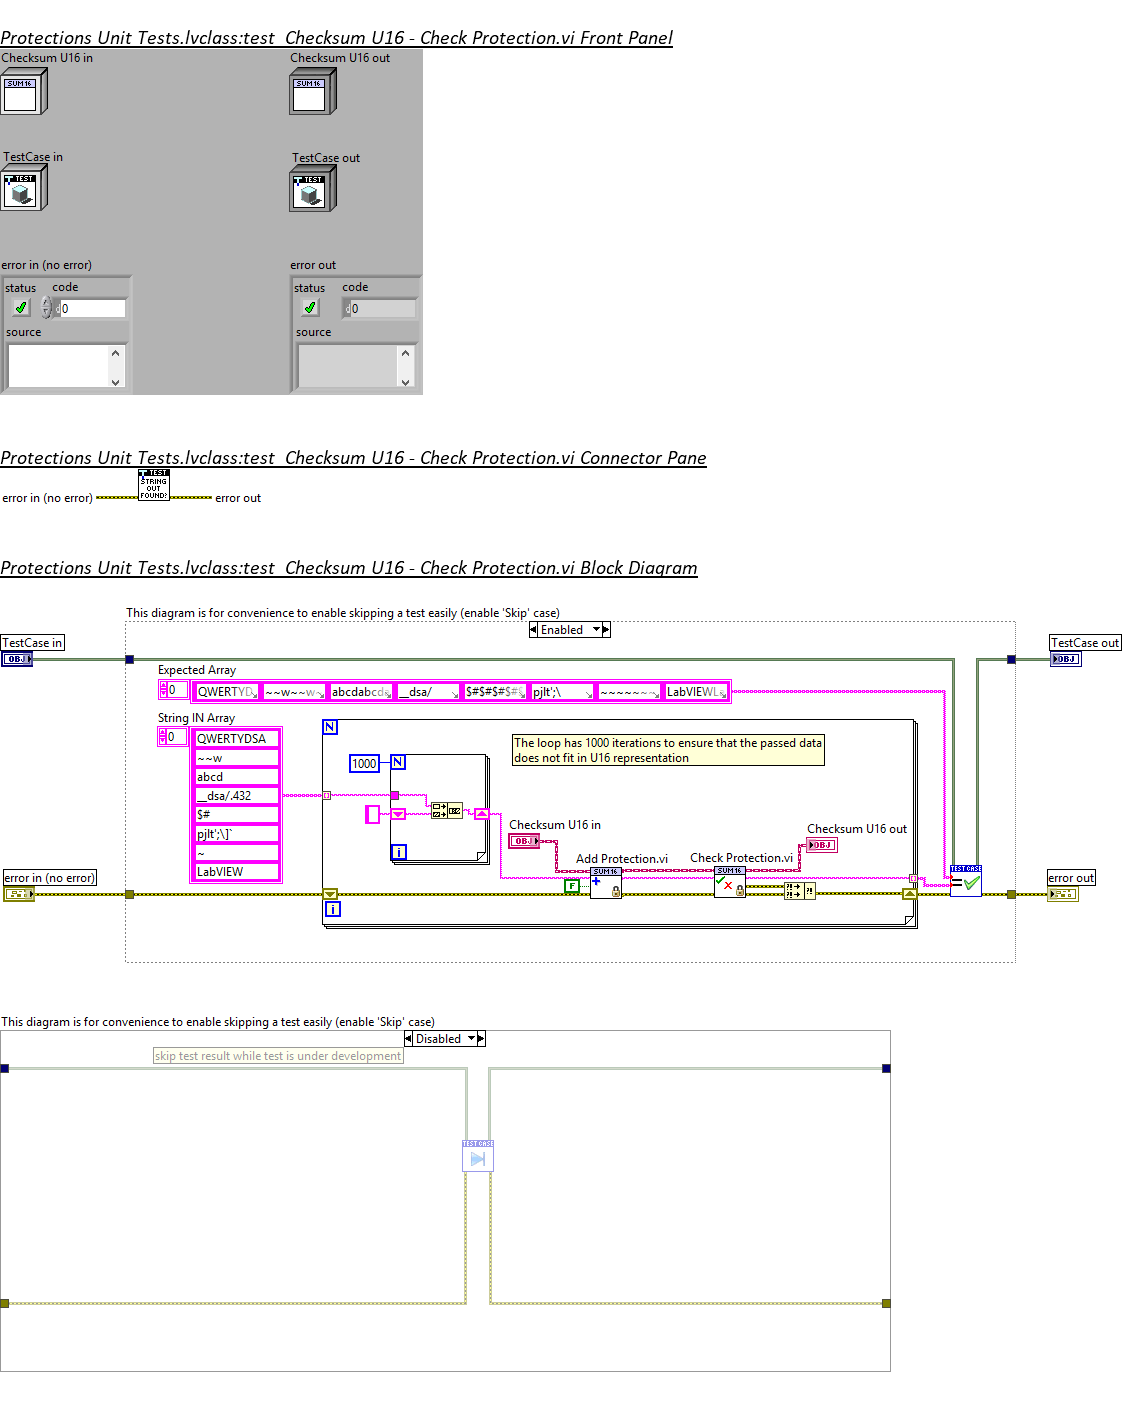 Protections Unit Tests.lvclass:test  Checksum U16 - Check Protection.vi Front Panel
Checksum U16 in
Checksum U16 out
SUM16
SUM16
TestCase in
TestCase out
TEST
TEST
error in (no error)
error out
status
code
status
code
0
0
source
source
Protections Unit Tests.lvclass:test  Checksum U16 - Check Protection.vi Connector Pane
TEST
STRING
OUT
FOUND?
error in (no error)
error out
Protections Unit Tests.lvclass:test  Checksum U16 - Check Protection.vi Block Diagram
This diagram is for convenience to enable skipping a test easily (enable 'Skip' case)
Enabled
TestCase in
TestCase out
OBJ
OBJ
Expected Array
0
QWERTYD
~~w~~w~
abcdabcd
__dsa/
$#$#$#$#$
pjlt';\
~~~~~~~
LabVIEWL
String IN Array
0
QWERTYDSA
~~w
abcd
__dsa/.432
$#
pjlt';\]`
~
LabVIEW
N
The loop has 1000 iterations to ensure that the passed data
does not fit in U16 representation
1000
N
i
Checksum U16 in
OBJ
Checksum U16 out
OBJ
Add Protection.vi
SUM16
Check Protection.vi
SUM16
F
TEST CASE
error in (no error)
error out
i
This diagram is for convenience to enable skipping a test easily (enable 'Skip' case)
Disabled
skip test result while test is under development
TEST CASE